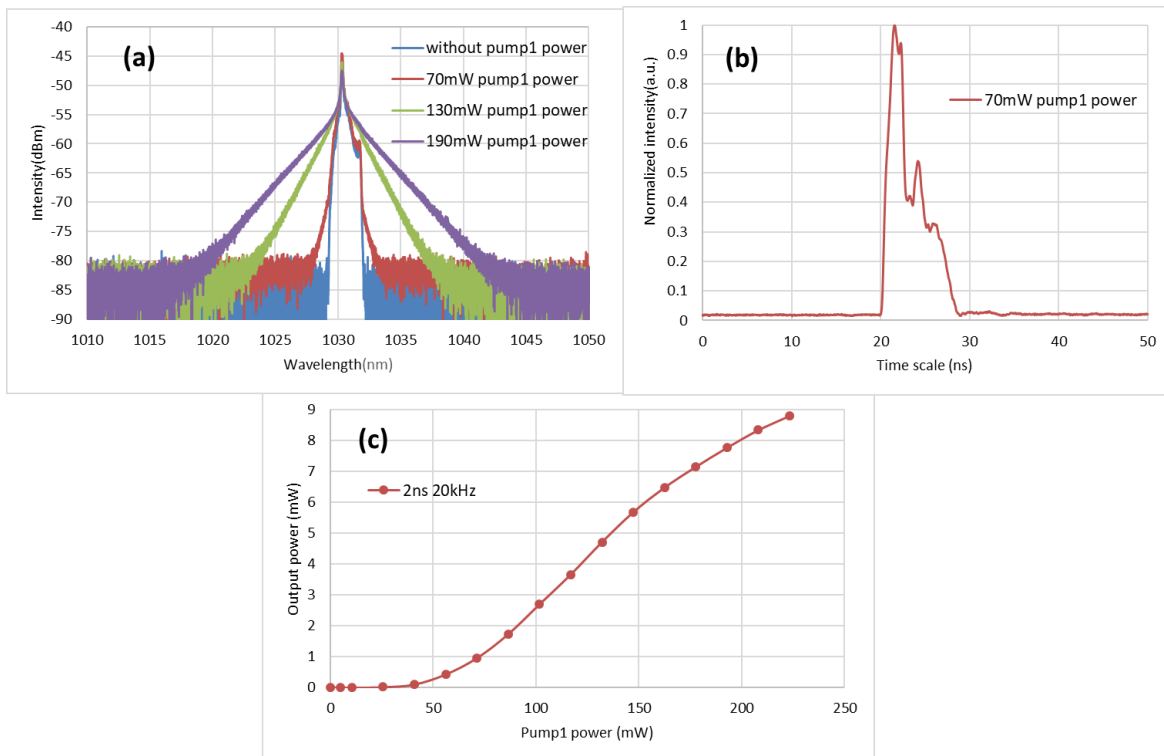 (a)
without pump1 power
70mW pump1 power
130mW pump1 power
190mW pump1 power
Intensity(dBm)
-40
-45
-50
-55
-60
-65
-70
-75
-80
-85
-90
1010 1015 1020 1025 1030 1035 1040 1045 1050
Wavelength(nm)
(b)
70mW pump1 power
Normalized intensity(a.u.)
1
0.9
0.8
0.7
0.6
0.5
0.4
0.3
0.2
0.1
0
0 10 20 30 40 50
Time scale (ns)
(c)
2ns 20kHz
Output power (mW)
9
8
7
6
5
4
3
2
1
0
0 50 100 150 200 250
Pump1 power (mW)